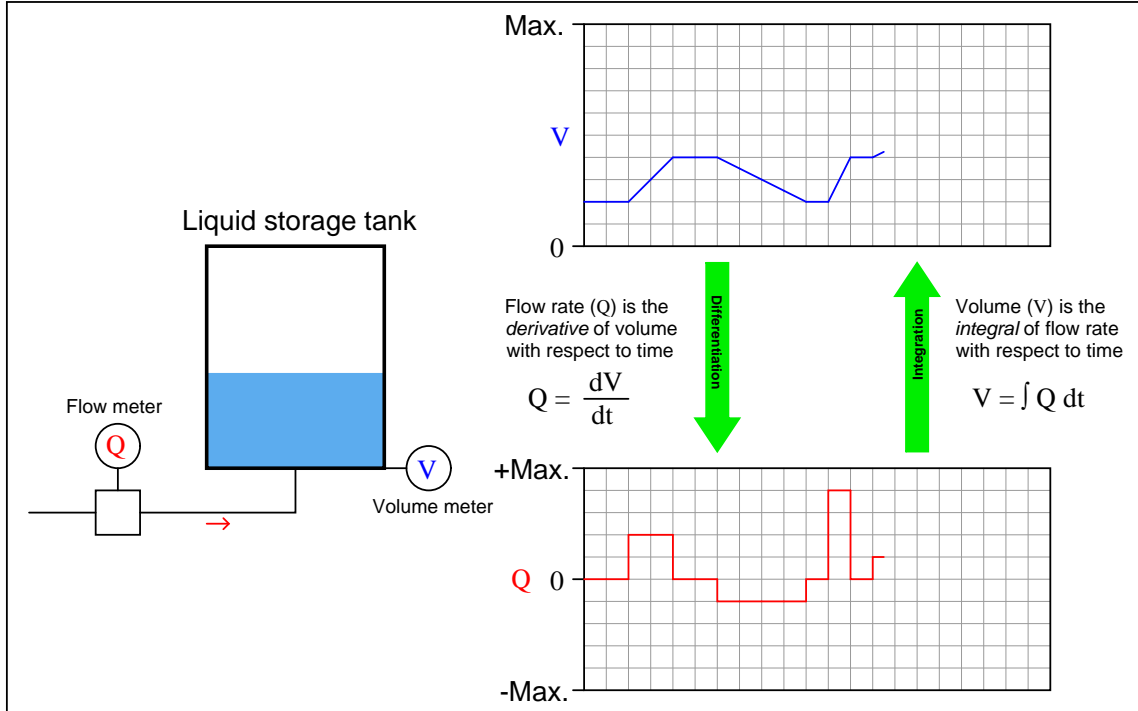 Max.
V
0
Liquid storage tank
Flow meter
Q
V
Volume meter
Flow rate (Q) is the
derivative of volume
with respect to time
Q = dV
dt
Differentiation
Integration
Volume (V) is the
integral of flow rate
with respect to time
V = ∫ Q dt
+Max.
Q 0
-Max.